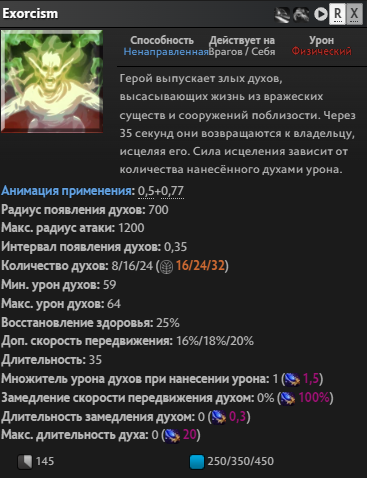 Exorcism R X
Способность Действует на Урон
Ненаправленная Врагов / Себя Физический
Герой выпускает злых духов,
высасывающих жизнь из вражеских
существ и сооружений поблизости. Через
35 секунд они возвращаются к владельцу,
исцеляя его. Сила исцеления зависит от
количества нанесённого духами урона.
Анимация применения: 0,5+0,77
Радиус появления духов: 700
Макс. радиус атаки: 1200
Интервал появления духов: 0,35
Количество духов: 8/16/24 (16/24/32)
Мин. урон духов: 59
Макс. урон духов: 64
Восстановление здоровья: 25%
Доп. скорость передвижения: 16%/18%/20%
Длительность: 35
Множитель урона духов при нанесении урона: 1 (1,5)
Замедление скорости передвижения духом: 0% (100%)
Длительность замедления духом: 0 (0,3)
Макс. длительность духа: 0 (20)
145 250/350/450